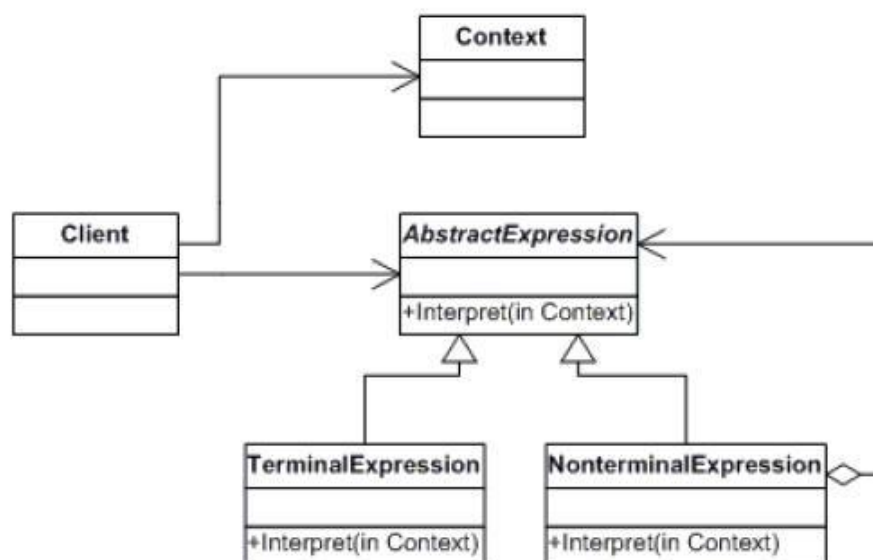 Context
Client
AbstractExpression
+Interpret(in Context)
TerminalExpression
NonterminalExpression
+Interpret(in Context)
+Interpret(in Context)